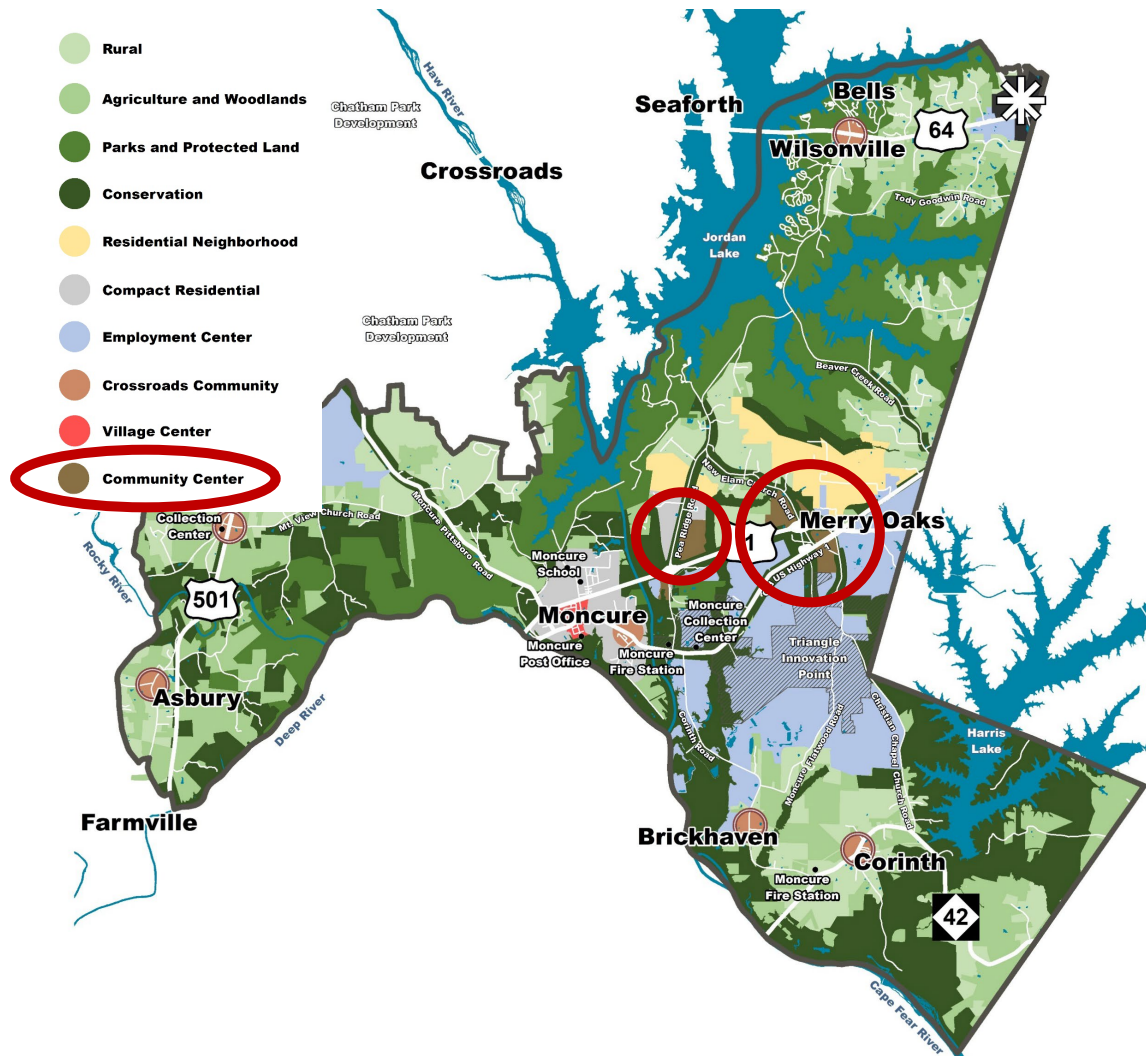 Rural
Agriculture and Woodlands
Parks and Protected Land
Conservation
Residential Neighborhood
Compact Residential
Employment Center
Crossroads Community
Village Center
Community Center
Haw River
Chatham Park
Development
Crossroads
Seaforth
Bells
64
Wilsonville
Tody Goodwin Road
Jordan
Lake
Chatham Park
Development
Beaver Creek Road
New Elam Church Road
Pea Ridge Road
Merry Oaks
1
US Highway 1
Moncure Pittsboro Road
Mt. View Church Road
Collection
Center
Rocky River
501
Moncure
School
Moncure
Moncure
Post Office
Moncure
Fire Station
Moncure
Collection
Center
Triangle
Innovation
Point
Asbury
Deep River
Corinth Road
Moncure Flatwood Road
Christian Chapel Church Road
Harris
Lake
Farmville
Brickhaven
Corinth
Moncure
Fire Station
42
Cape Fear River